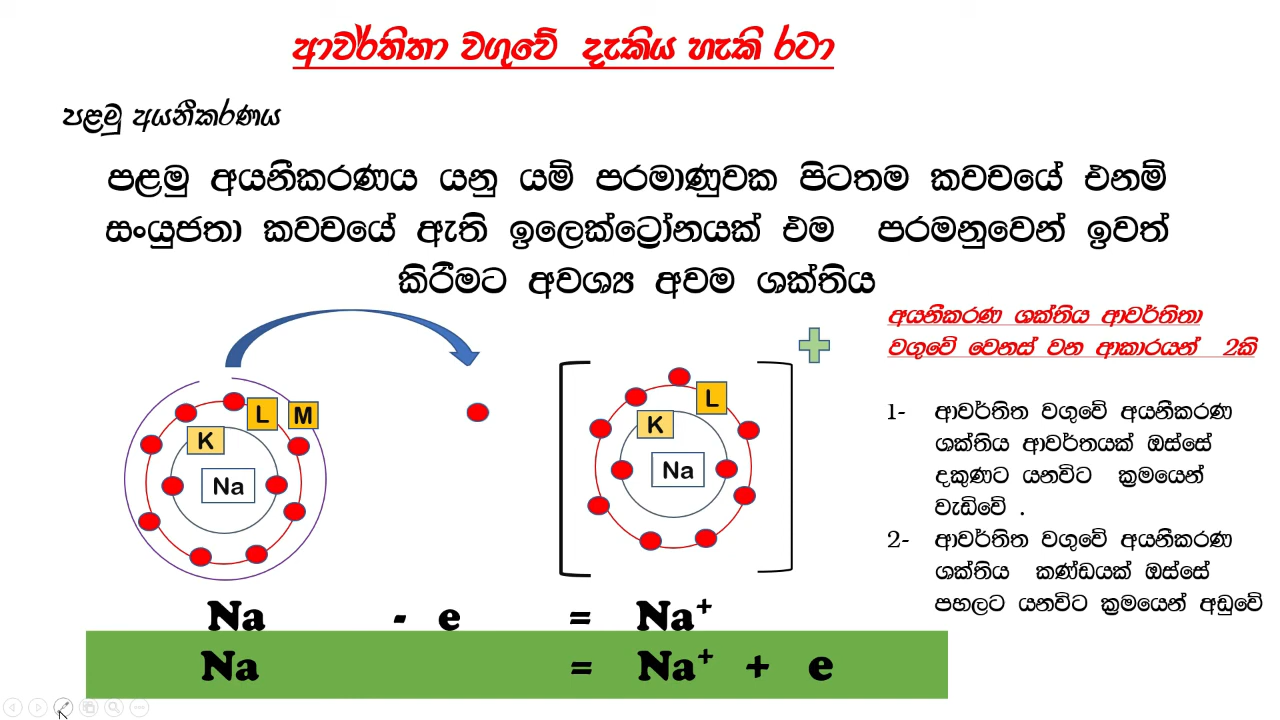 ආවර්තිතා වගුවේ දැකිය හැකි රටා
පළමු අයනීකරණය
පළමු අයනීකරණය යනු යම් පරමාණුවක පිටතම කවචයේ එනම්
සංයුජතා කවචයේ ඇති ඉලෙක්ට්‍රෝනයක් එම පරමනුවෙන් ඉවත්
කිරීමට අවශ්‍ය අවම ශක්තිය
අයනීකරණ ශක්තිය ආවර්තිතා
වගුවේ වෙනස් වන ආකාරයන් 2කි
1- ආවර්තිත වගුවේ අයනීකරණ
ශක්තිය ආවර්තයක් ඔස්සේ
දකුණට යනවිට ක්‍රමයෙන්
වැඩිවේ .
2- ආවර්තිත වගුවේ අයනීකරණ
ශක්තිය කණ්ඩයක් ඔස්සේ
පහලට යනවිට ක්‍රමයෙන් අඩුවේ
K L M
Na
K L
Na
Na - e = Na⁺
Na = Na⁺ + e